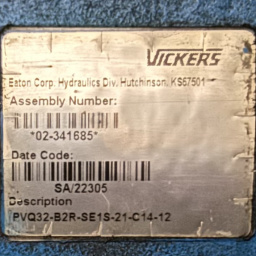 VICKERS
Eaton Corp. Hydraulics Div. Hutchinson, KS67501
Assembly Number:
*02-341685*
Date Code:
SA/22305
Description
PVQ32-B2R-SE1S-21-C14-12